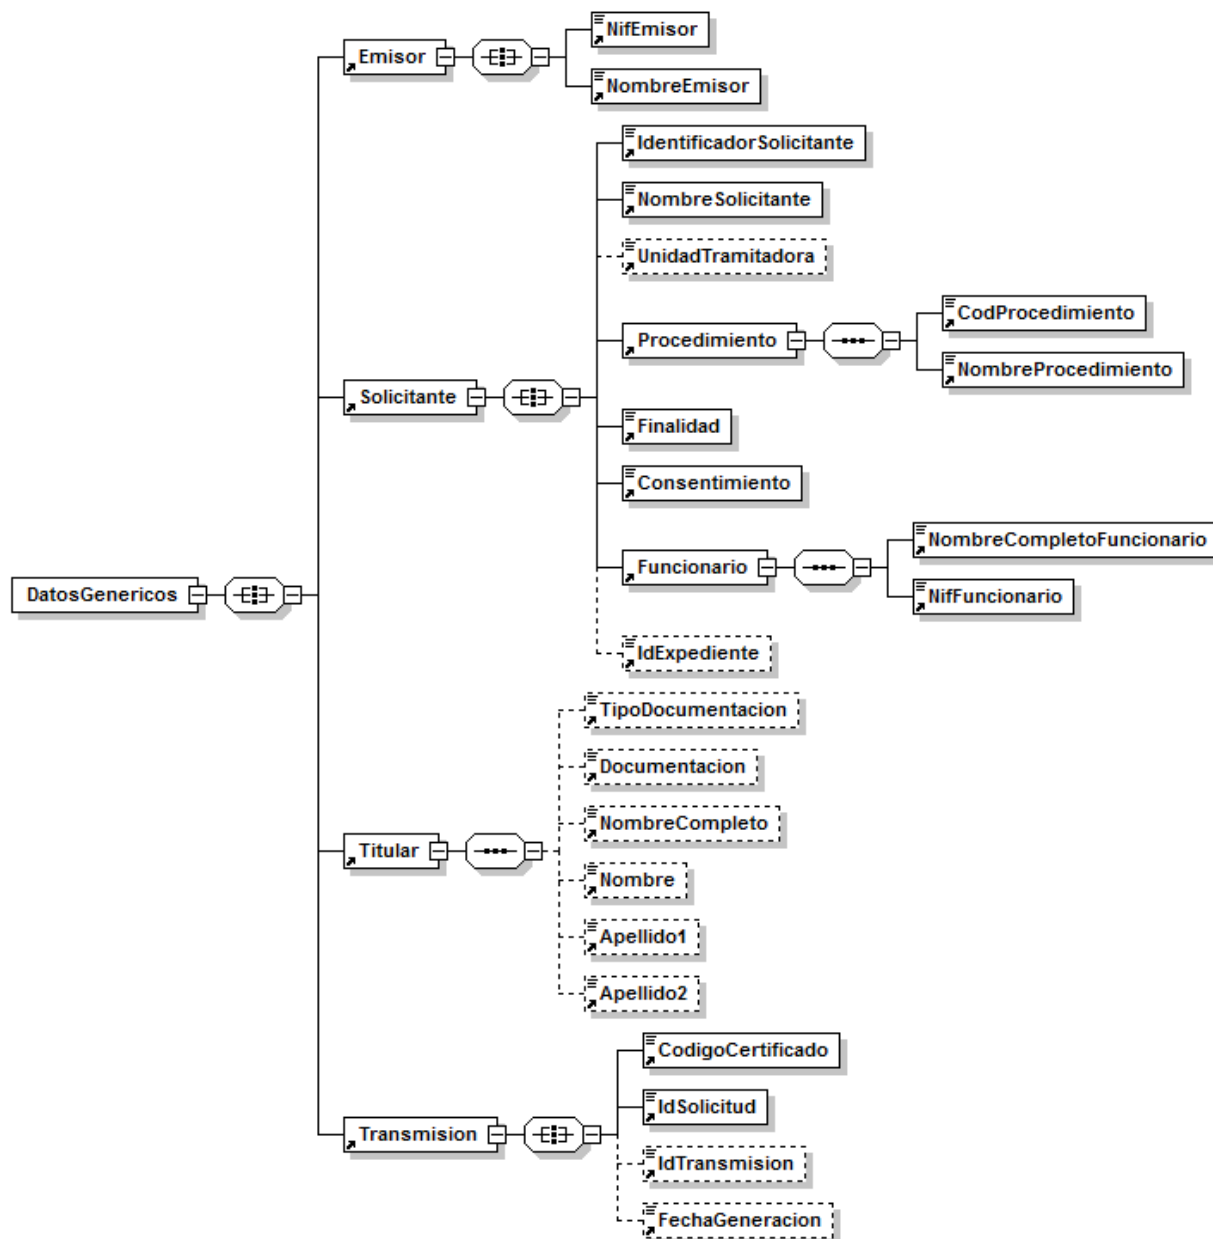 DatosGenericos
Emisor
NifEmisor
NombreEmisor
Solicitante
IdentificadorSolicitante
NombreSolicitante
UnidadTramitadora
Procedimiento
CodProcedimiento
NombreProcedimiento
Finalidad
Consentimiento
Funcionario
NombreCompletoFuncionario
NifFuncionario
IdExpediente
Titular
TipoDocumentacion
Documentacion
NombreCompleto
Nombre
Apellido1
Apellido2
Transmision
CodigoCertificado
IdSolicitud
IdTransmision
FechaGeneracion